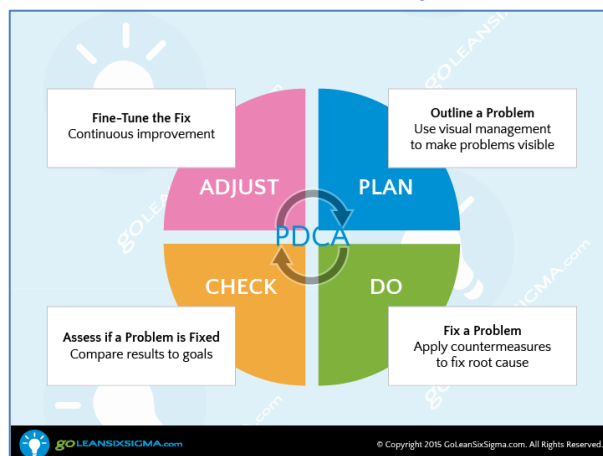 Fine-Tune the Fix
Continuous improvement
Outline a Problem
Use visual management
to make problems visible
ADJUST
PLAN
PDCA
CHECK
DO
Assess if a Problem is Fixed
Compare results to goals
Fix a Problem
Apply countermeasures
to fix root cause
goLEANSIXSIGMA.com
© Copyright 2015 GoLeanSixSigma.com. All Rights Reserved.